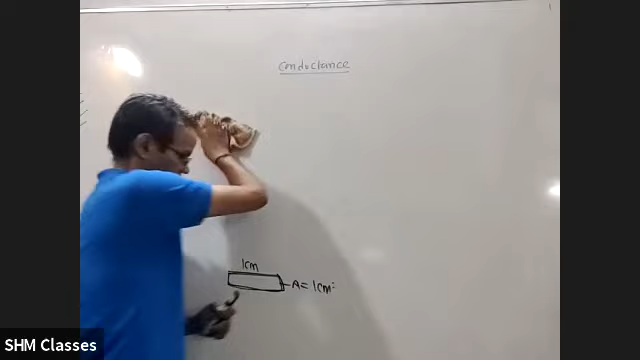 conductance
1cm
A = 1cm²
SHM Classes